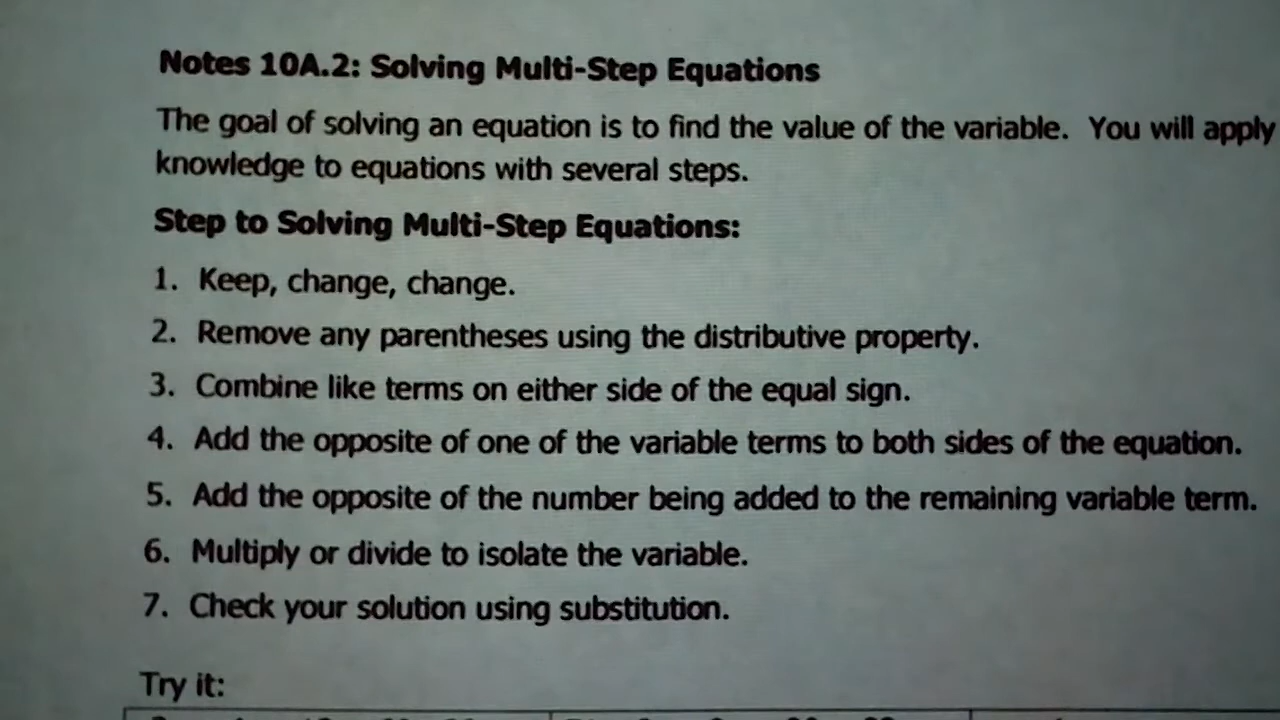 Notes 10A.2: Solving Multi-Step Equations
The goal of solving an equation is to find the value of the variable. You will apply
knowledge to equations with several steps.
Step to Solving Multi-Step Equations:
1. Keep, change, change.
2. Remove any parentheses using the distributive property.
3. Combine like terms on either side of the equal sign.
4. Add the opposite of one of the variable terms to both sides of the equation.
5. Add the opposite of the number being added to the remaining variable term.
6. Multiply or divide to isolate the variable.
7. Check your solution using substitution.
Try it: